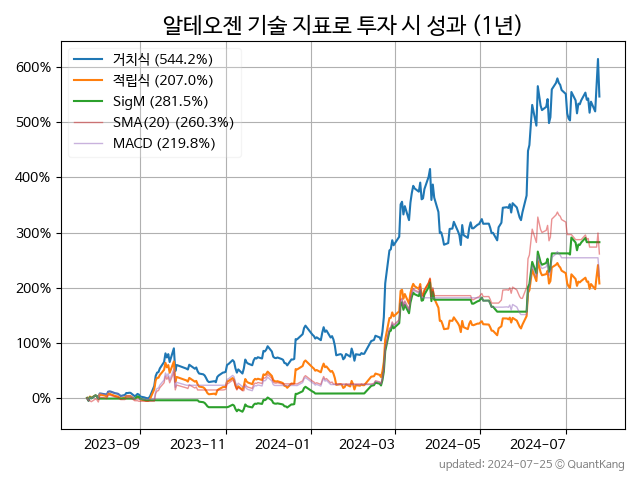 알테오젠 기술 지표로 투자 시 성과 (1년)
600%
500%
400%
300%
200%
100%
0%
거치식 (544.2%)
적립식 (207.0%)
SigM (281.5%)
SMA(20) (260.3%)
MACD (219.8%)
2023-09
2023-11
2024-01
2024-03
2024-05
2024-07
updated: 2024-07-25 © QuantKang